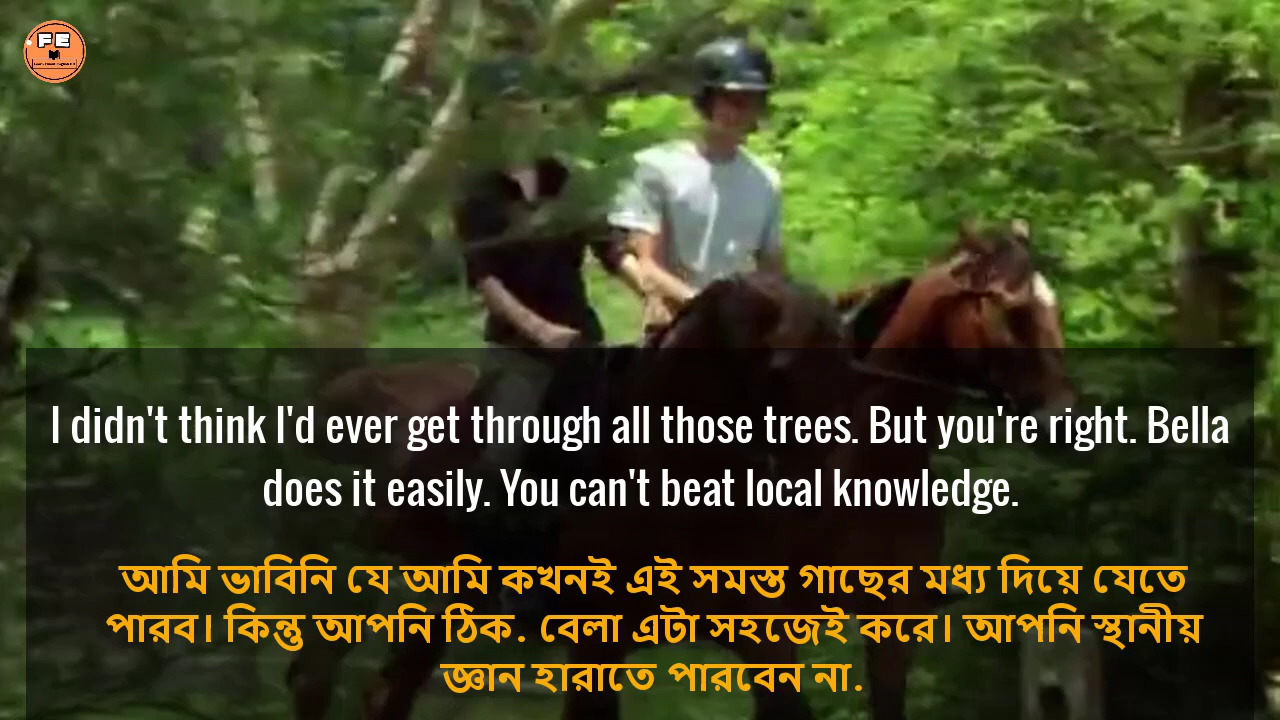 FE
I didn't think I'd ever get through all those trees. But you're right. Bella
does it easily. You can't beat local knowledge.
আমি ভাবিনি যে আমি কখনই এই সমস্ত গাছের মধ্য দিয়ে যেতে
পারব। কিন্তু আপনি ঠিক. বেলা এটা সহজেই করে। আপনি স্থানীয়
জ্ঞান হারাতে পারবেন না.